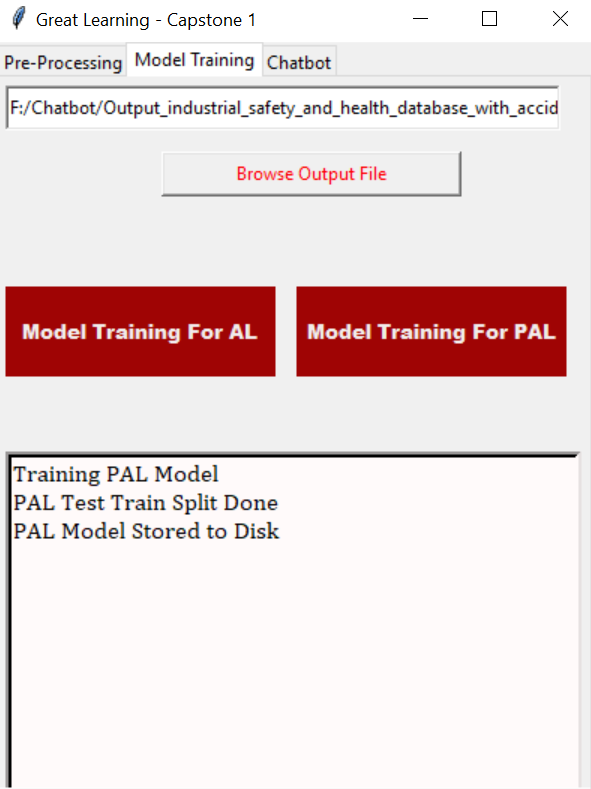 Great Learning - Capstone 1
Pre-Processing Model Training Chatbot
F:/Chatbot/Output_industrial_safety_and_health_database_with_accid
Browse Output File
Model Training For AL Model Training For PAL
Training PAL Model
PAL Test Train Split Done
PAL Model Stored to Disk